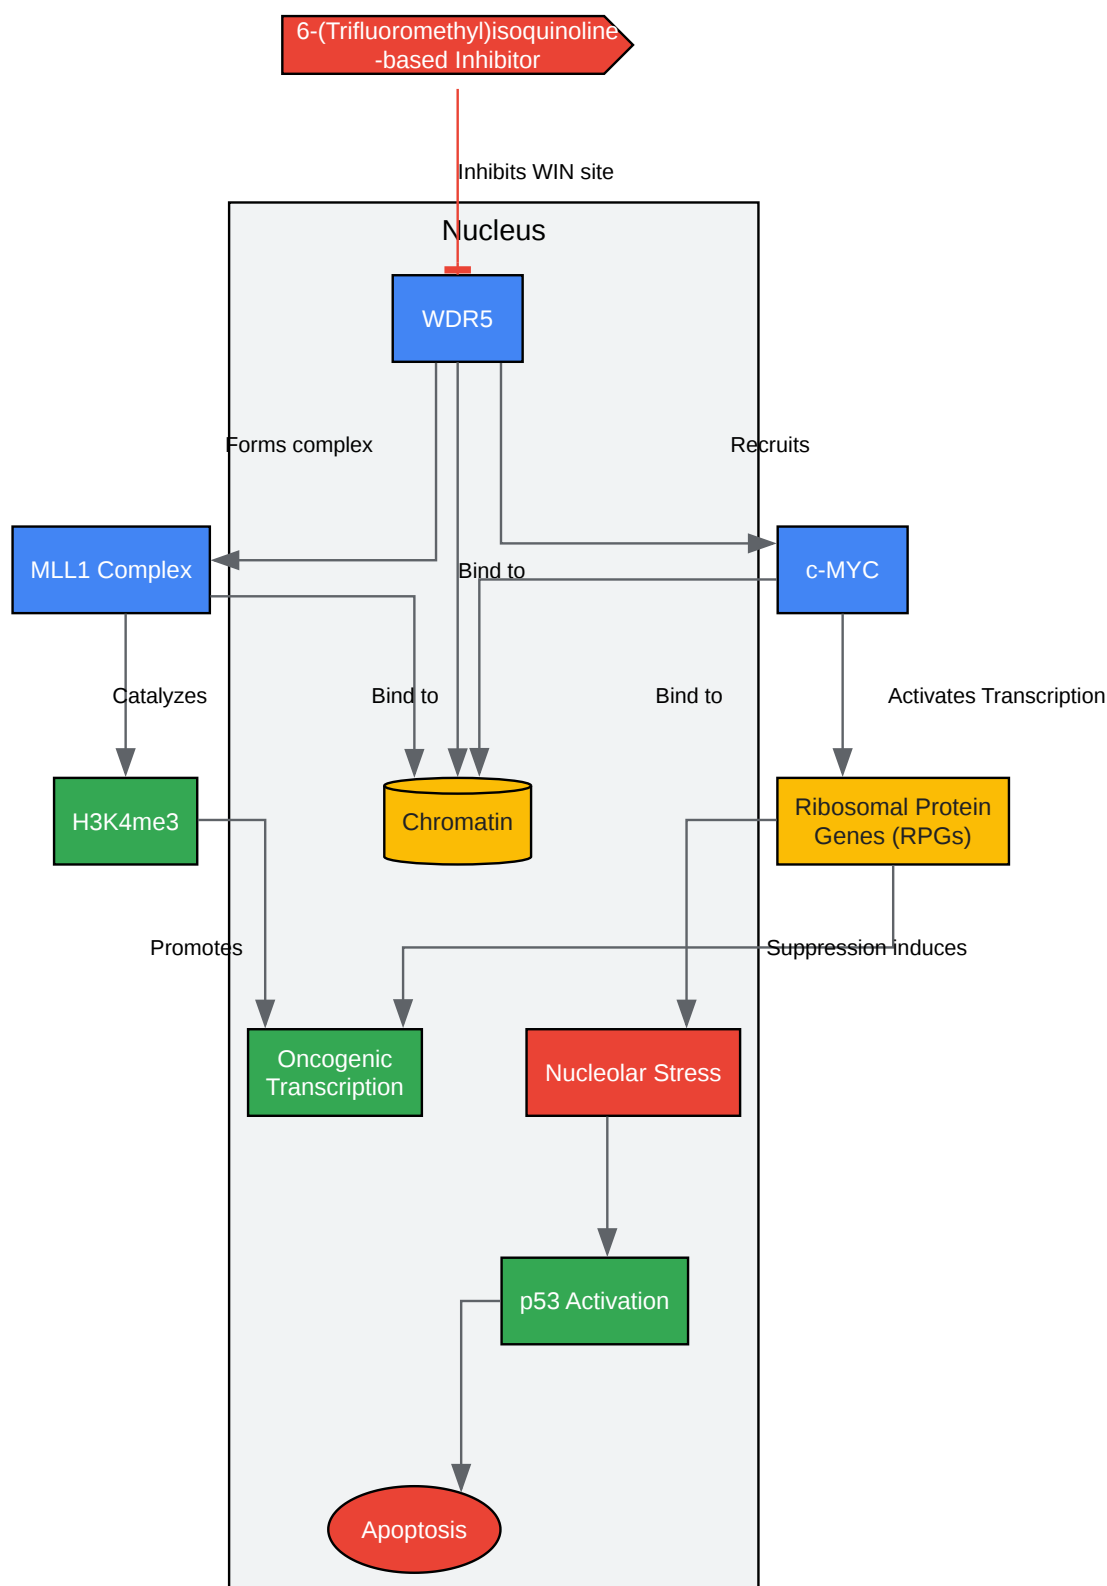 6-(Trifluoromethyl)isoquinoline
-based Inhibitor
Inhibits WIN site
Nucleus
WDR5
Forms complex
Recruits
MLL1 Complex
Bind to
c-MYC
Catalyzes
Bind to
Bind to
Activates Transcription
H3K4me3
Chromatin
Ribosomal Protein
Genes (RPGs)
Promotes
Suppression induces
Oncogenic
Transcription
Nucleolar Stress
p53 Activation
Apoptosis